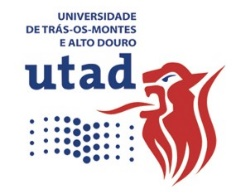 UNIVERSIDADE
DE TRÁS-OS-MONTES
E ALTO DOURO
utad